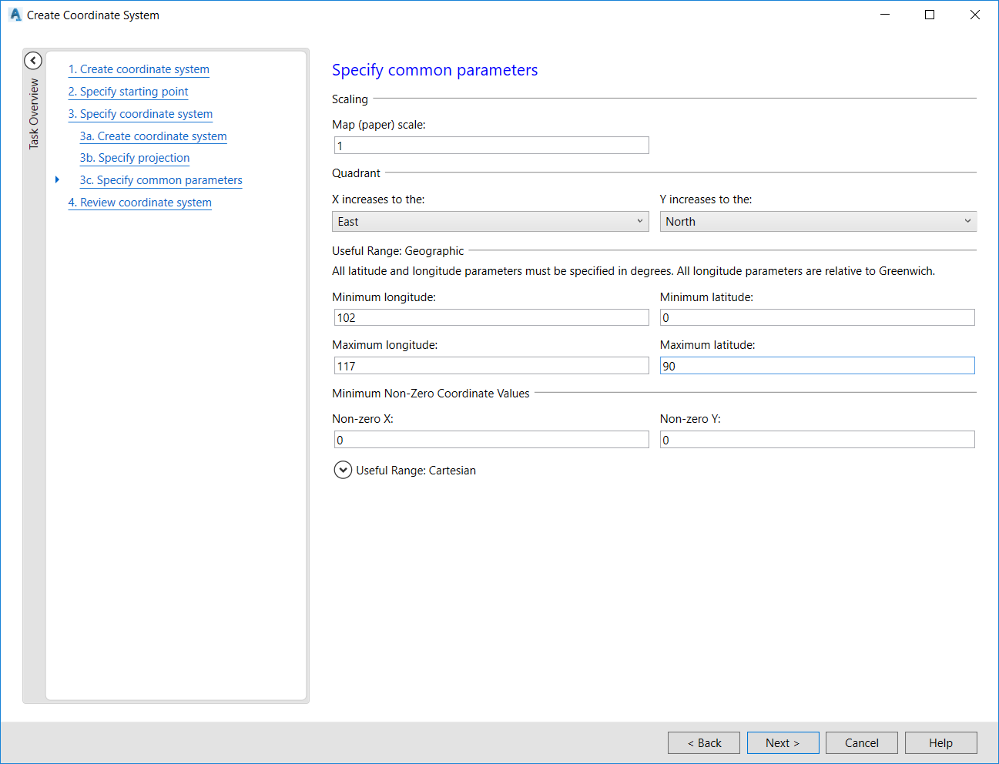 Create Coordinate System
Task Overview
1. Create coordinate system
2. Specify starting point
3. Specify coordinate system
3a. Create coordinate system
3b. Specify projection
3c. Specify common parameters
4. Review coordinate system
Specify common parameters
Scaling
Map (paper) scale:
1
Quadrant
X increases to the: Y increases to the:
East North
Useful Range: Geographic
All latitude and longitude parameters must be specified in degrees. All longitude parameters are relative to Greenwich.
Minimum longitude: Minimum latitude:
102 0
Maximum longitude: Maximum latitude:
117 90
Minimum Non-Zero Coordinate Values
Non-zero X: Non-zero Y:
0 0
Useful Range: Cartesian
< Back Next > Cancel Help